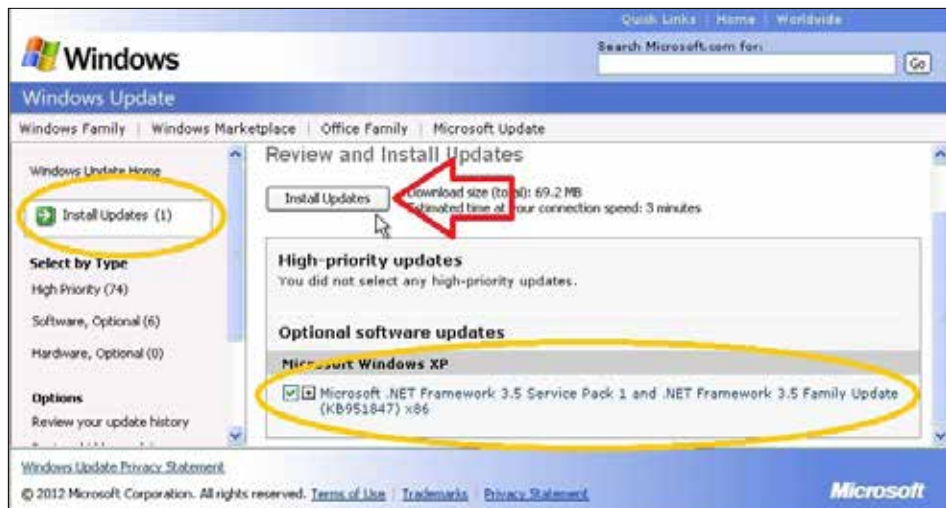 Quick Links | Home | Worldwide
Windows
Search Microsoft.com for:
Go
Windows Update
Windows Family | Windows Marketplace | Office Family | Microsoft Update
Windows Update Home
Install Updates (1)
Select by Type
High Priority (74)
Software, Optional (6)
Hardware, Optional (0)
Options
Review your update history
Review and Install Updates
Install Updates
Download size (total): 69.2 MB
Estimated time at your connection speed: 3 minutes
High-priority updates
You did not select any high-priority updates.
Optional software updates
Microsoft Windows XP
Microsoft .NET Framework 3.5 Service Pack 1 and .NET Framework 3.5 Family Update
(KB951847) x86
Windows Update Privacy Statement
© 2012 Microsoft Corporation. All rights reserved. Terms of Use | Trademarks | Privacy Statement
Microsoft